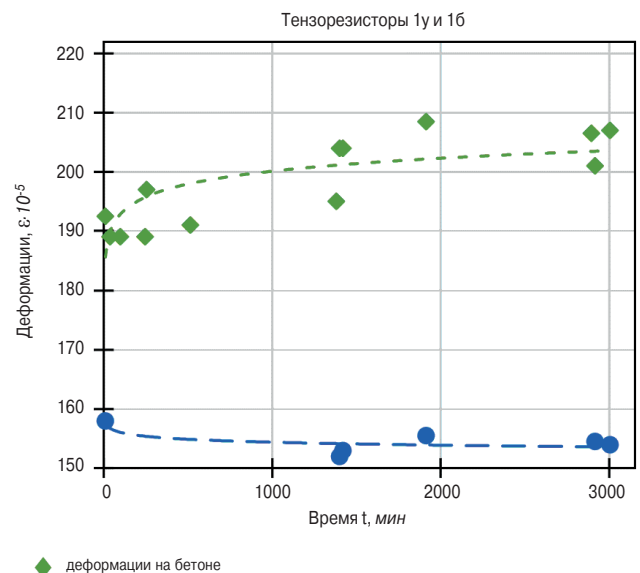 Тензорезисторы 1у и 1б
220
210
200
190
180
170
160
150
Деформации, ε·10⁻⁵
0 1000 2000 3000
Время t, мин
деформации на бетоне